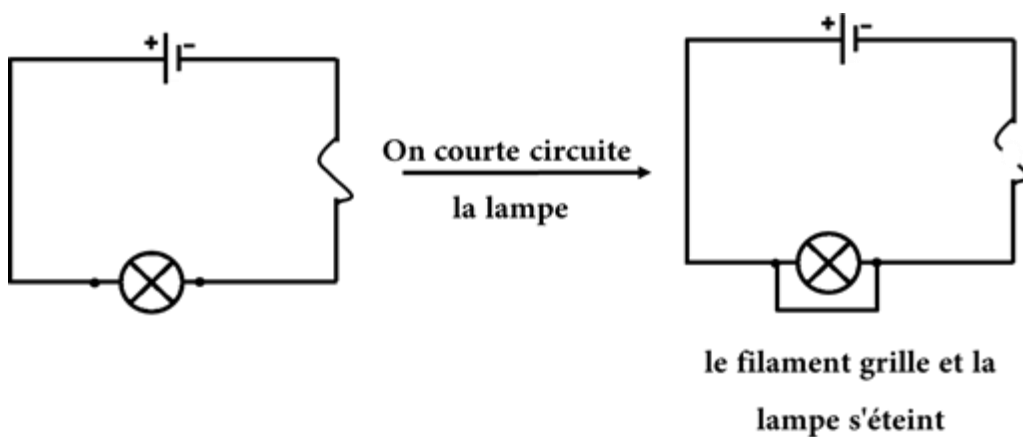 + -
On courte circuite
la lampe
+ -
le filament grille et la
lampe s'éteint